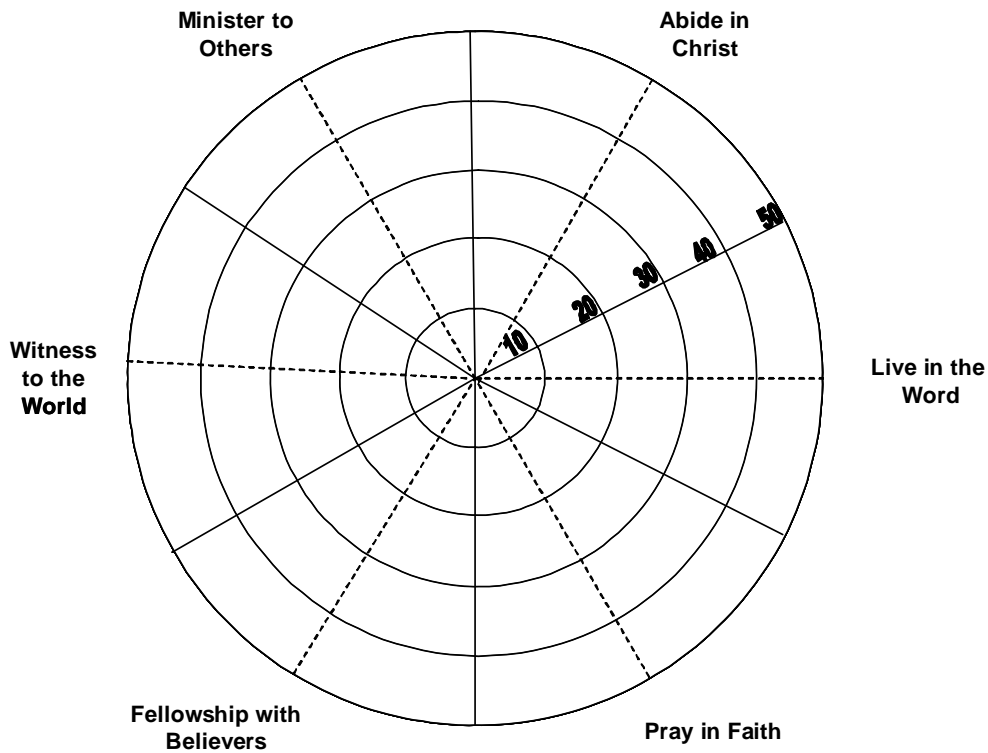 Minister to
Others
Abide in
Christ
50
40
30
20
10
Witness
to the
World
Live in the
Word
Fellowship with
Believers
Pray in Faith